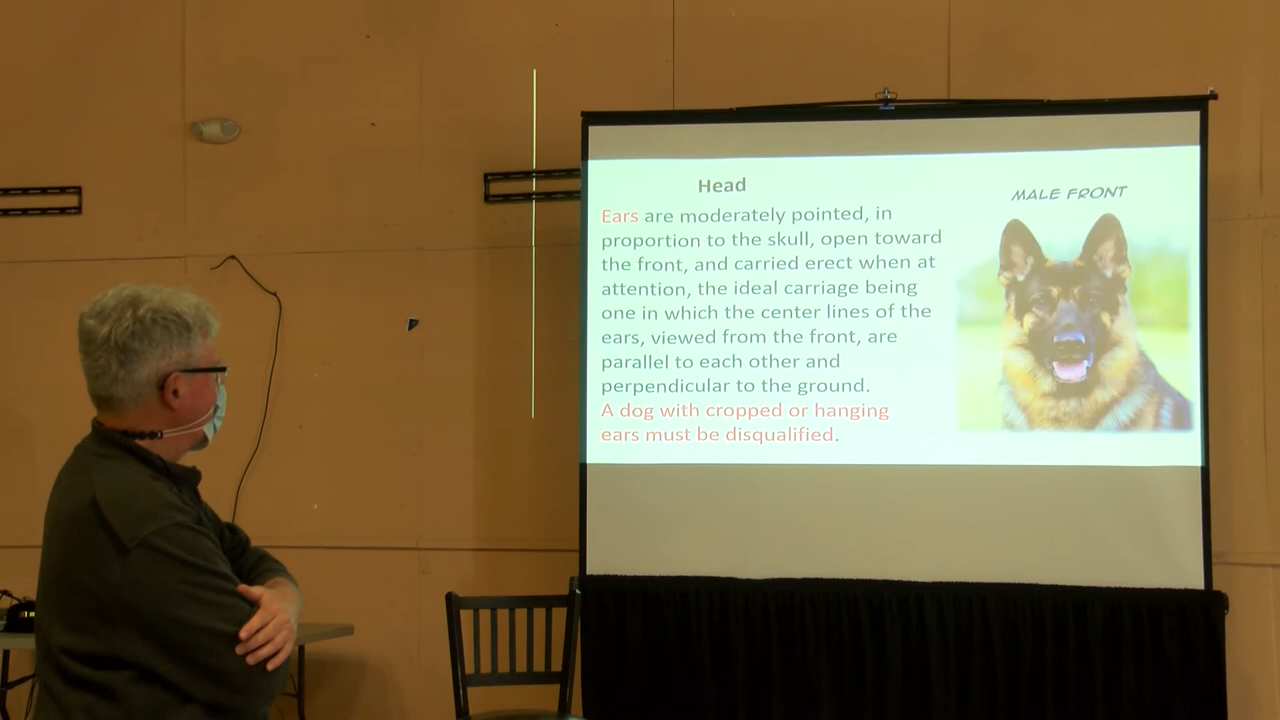 Head
Ears are moderately pointed, in
proportion to the skull, open toward
the front, and carried erect when at
attention, the ideal carriage being
one in which the center lines of the
ears, viewed from the front, are
parallel to each other and
perpendicular to the ground.
A dog with cropped or hanging
ears must be disqualified.
MALE FRONT